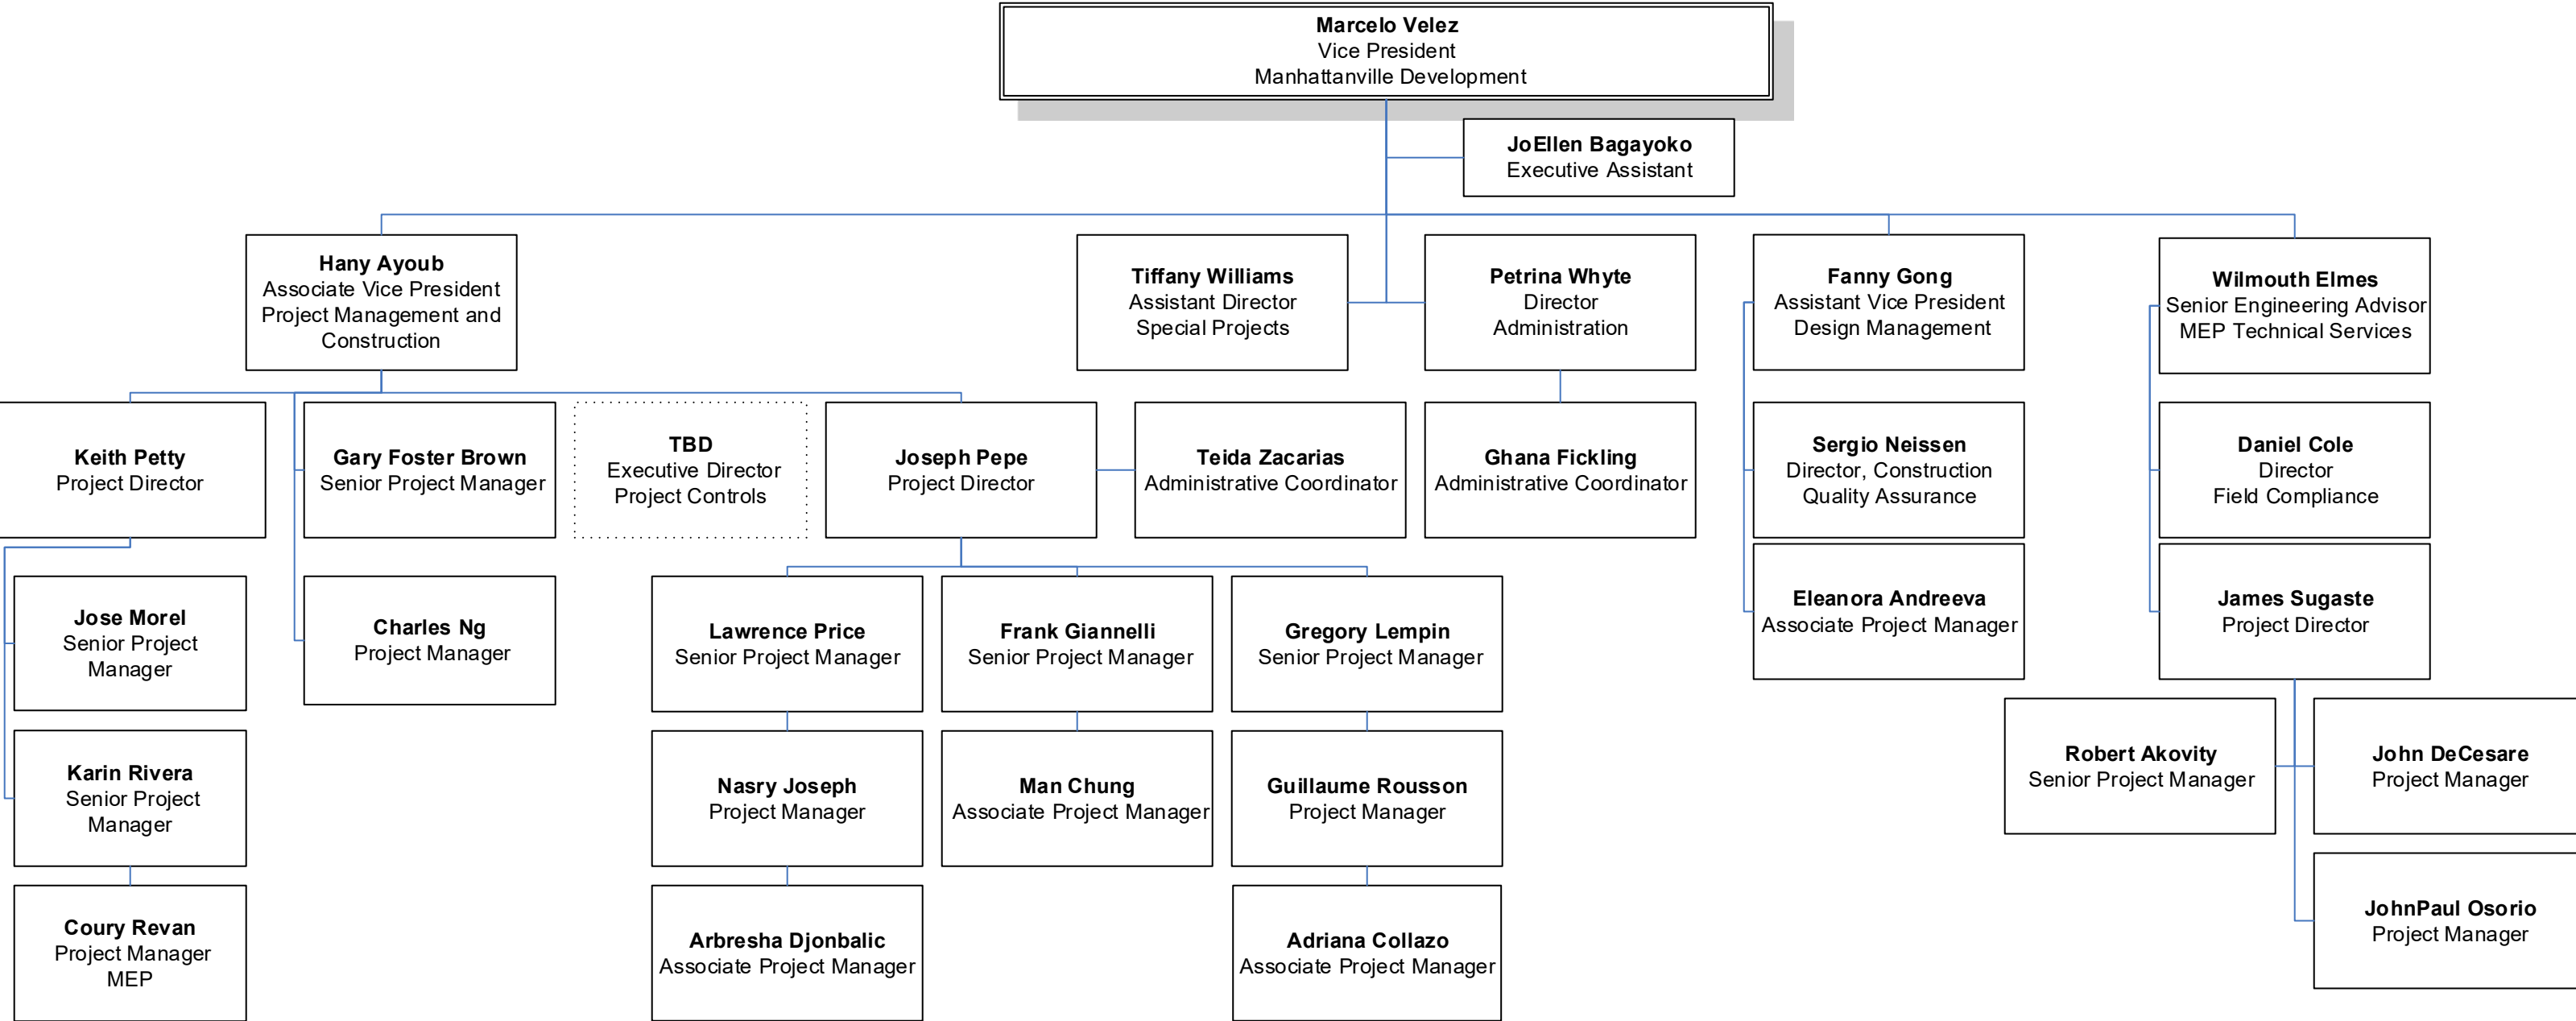 Marcelo Velez
Vice President
Manhattanville Development
JoEllen Bagayoko
Executive Assistant
Hany Ayoub
Associate Vice President
Project Management and
Construction
Tiffany Williams
Assistant Director
Special Projects
Petrina Whyte
Director
Administration
Fanny Gong
Assistant Vice President
Design Management
Wilmouth Elmes
Senior Engineering Advisor
MEP Technical Services
Keith Petty
Project Director
Gary Foster Brown
Senior Project Manager
TBD
Executive Director
Project Controls
Joseph Pepe
Project Director
Teida Zacarias
Administrative Coordinator
Ghana Fickling
Administrative Coordinator
Sergio Neissen
Director, Construction
Quality Assurance
Daniel Cole
Director
Field Compliance
Jose Morel
Senior Project
Manager
Charles Ng
Project Manager
Lawrence Price
Senior Project Manager
Frank Giannelli
Senior Project Manager
Gregory Lempin
Senior Project Manager
Eleanora Andreeva
Associate Project Manager
James Sugaste
Project Director
Karin Rivera
Senior Project
Manager
Nasry Joseph
Project Manager
Man Chung
Associate Project Manager
Guillaume Rousson
Project Manager
Robert Akovity
Senior Project Manager
John DeCesare
Project Manager
Coury Revan
Project Manager
MEP
Arbresha Djonbalic
Associate Project Manager
Adriana Collazo
Associate Project Manager
JohnPaul Osorio
Project Manager